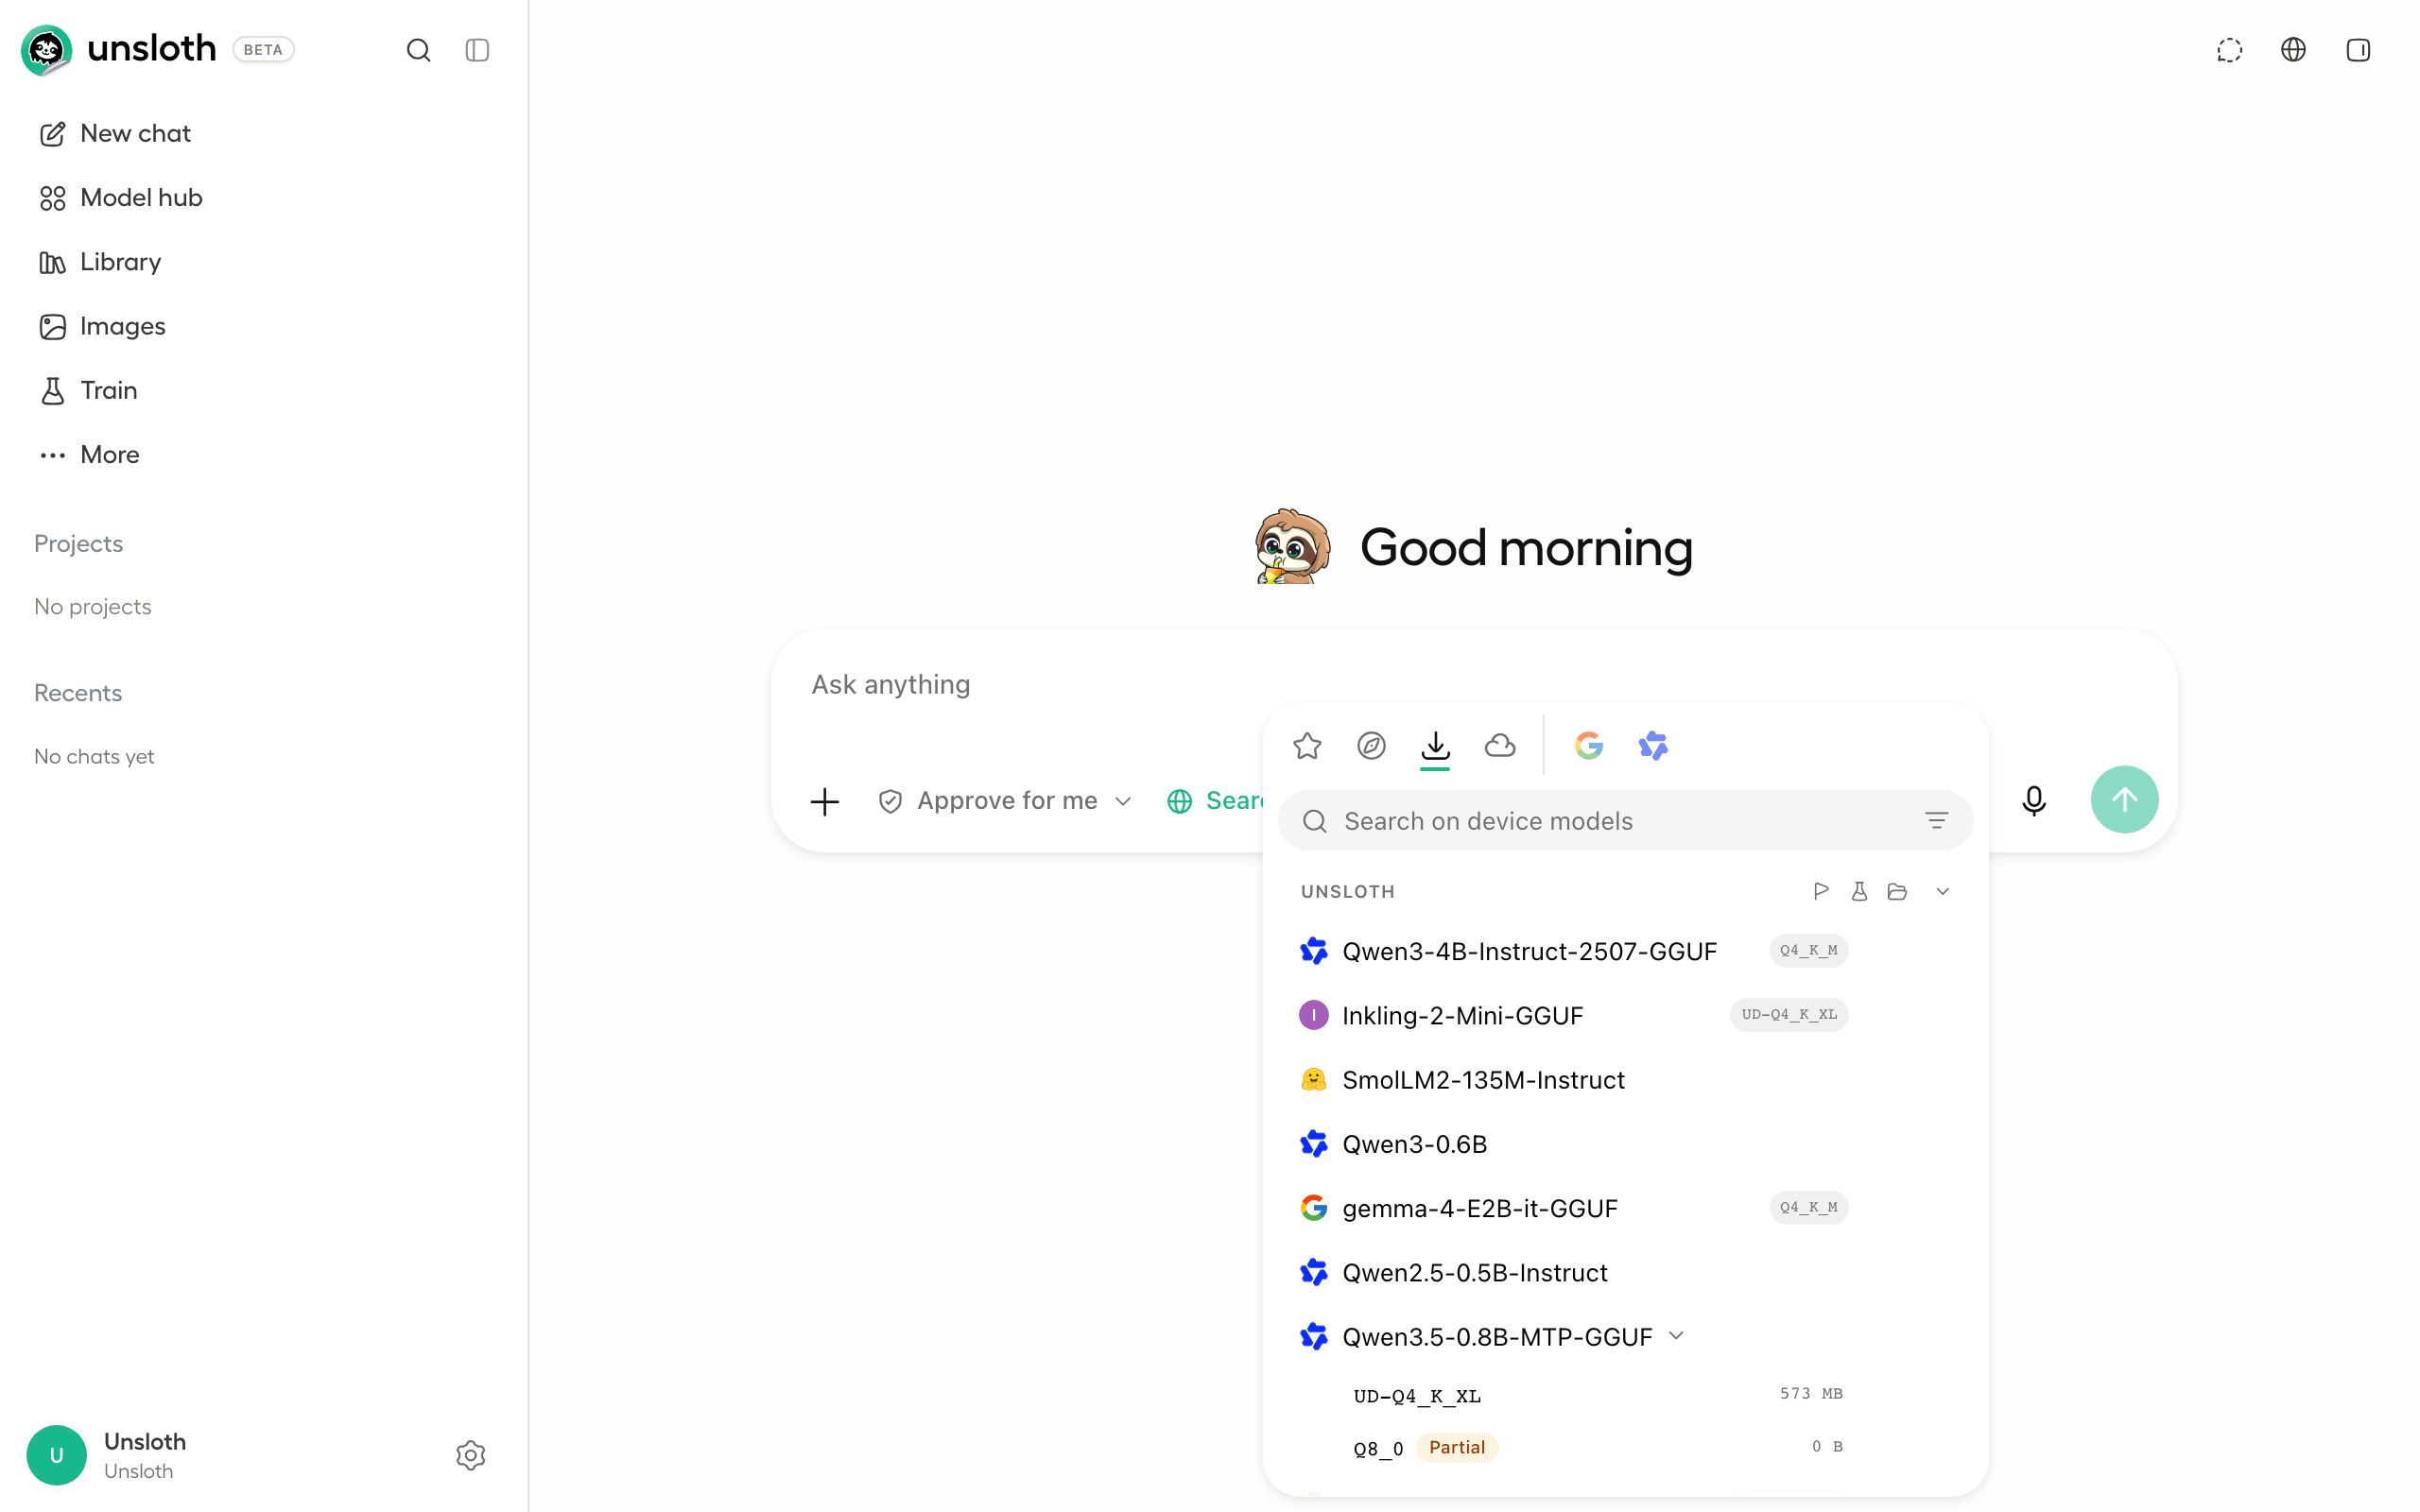 unsloth BETA
New chat
Model hub
Library
Images
Train
More
Projects
No projects
Recents
No chats yet
U
Unsloth
Unsloth
Good morning
Ask anything
Approve for me
Sear
Search on device models
UNSLOTH
Qwen3-4B-Instruct-2507-GGUF Q4_K_M
I Inkling-2-Mini-GGUF UD-Q4_K_XL
SmolLM2-135M-Instruct
Qwen3-0.6B
gemma-4-E2B-it-GGUF Q4_K_M
Qwen2.5-0.5B-Instruct
Qwen3.5-0.8B-MTP-GGUF
UD-Q4_K_XL 573 MB
Q8_0 Partial 0 B